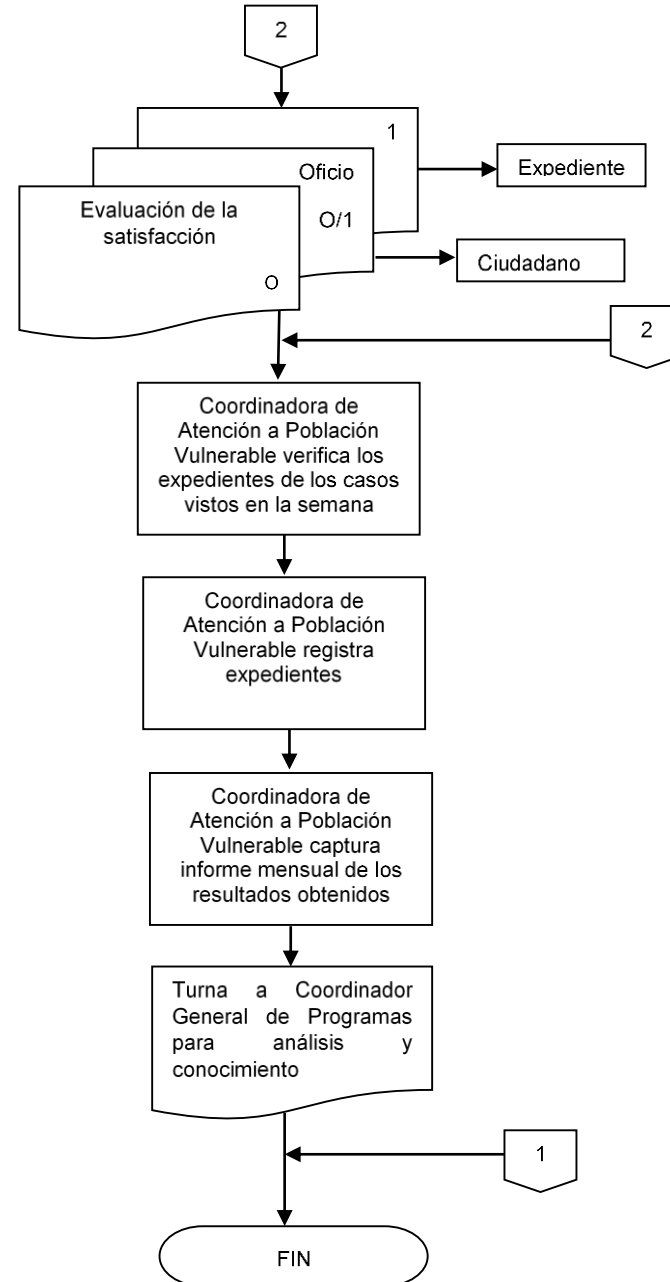 2
1
Expediente
Oficio
O/1
Evaluación de la
satisfacción
O
Ciudadano
2
Coordinadora de
Atención a Población
Vulnerable verifica los
expedientes de los casos
vistos en la semana
Coordinadora de
Atención a Población
Vulnerable registra
expedientes
Coordinadora de
Atención a Población
Vulnerable captura
informe mensual de los
resultados obtenidos
Turna a Coordinador
General de Programas
para análisis y
conocimiento
1
FIN